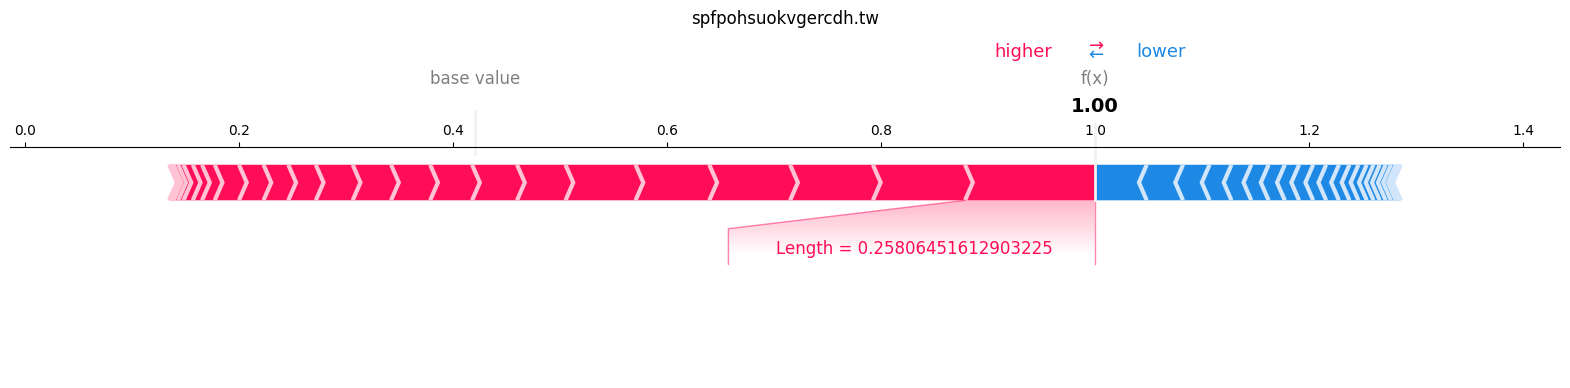 spfpohsuokvgercdh.tw
higher ⇄ lower
base value f(x)
1.00
0.0 0.2 0.4 0.6 0.8 1 0 1.2 1.4
Length = 0.25806451612903225